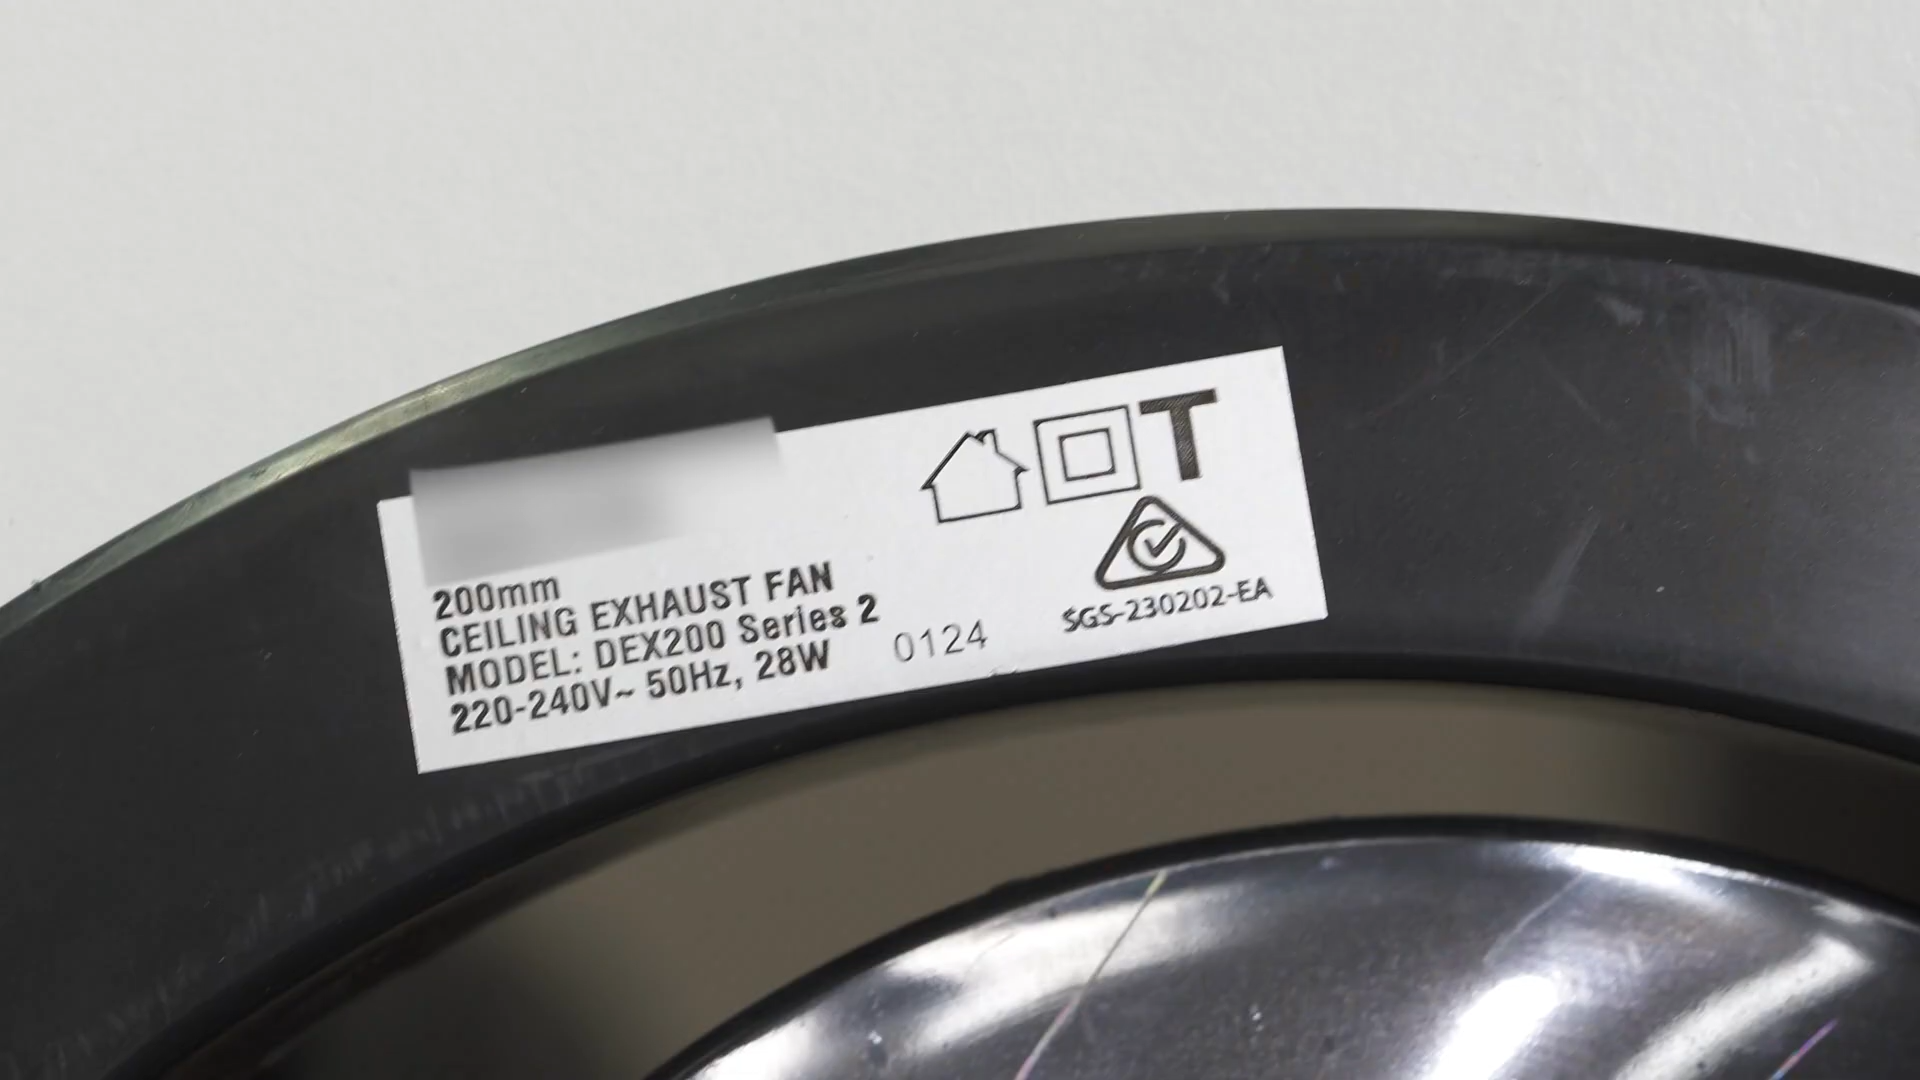 T
200mm
CEILING EXHAUST FAN
MODEL: DEX200 Series 2
220-240V~ 50Hz, 28W
0124
SGS-230202-EA